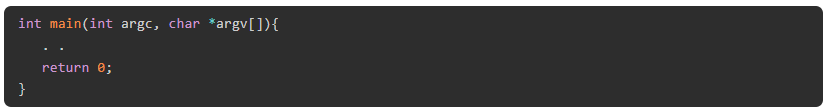 int main(int argc, char *argv[]){
. .
return 0;
}